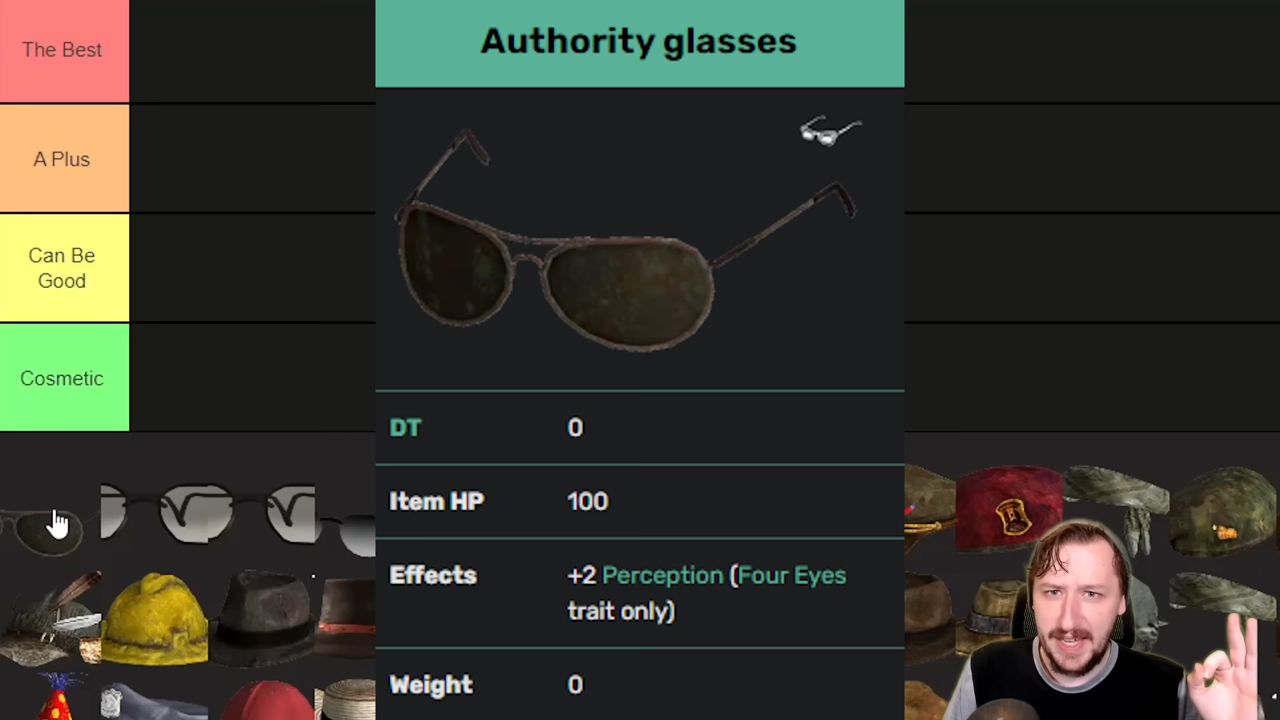 The Best
A Plus
Can Be
Good
Cosmetic
Authority glasses
DT 0
Item HP 100
Effects +2 Perception (Four Eyes
trait only)
Weight 0